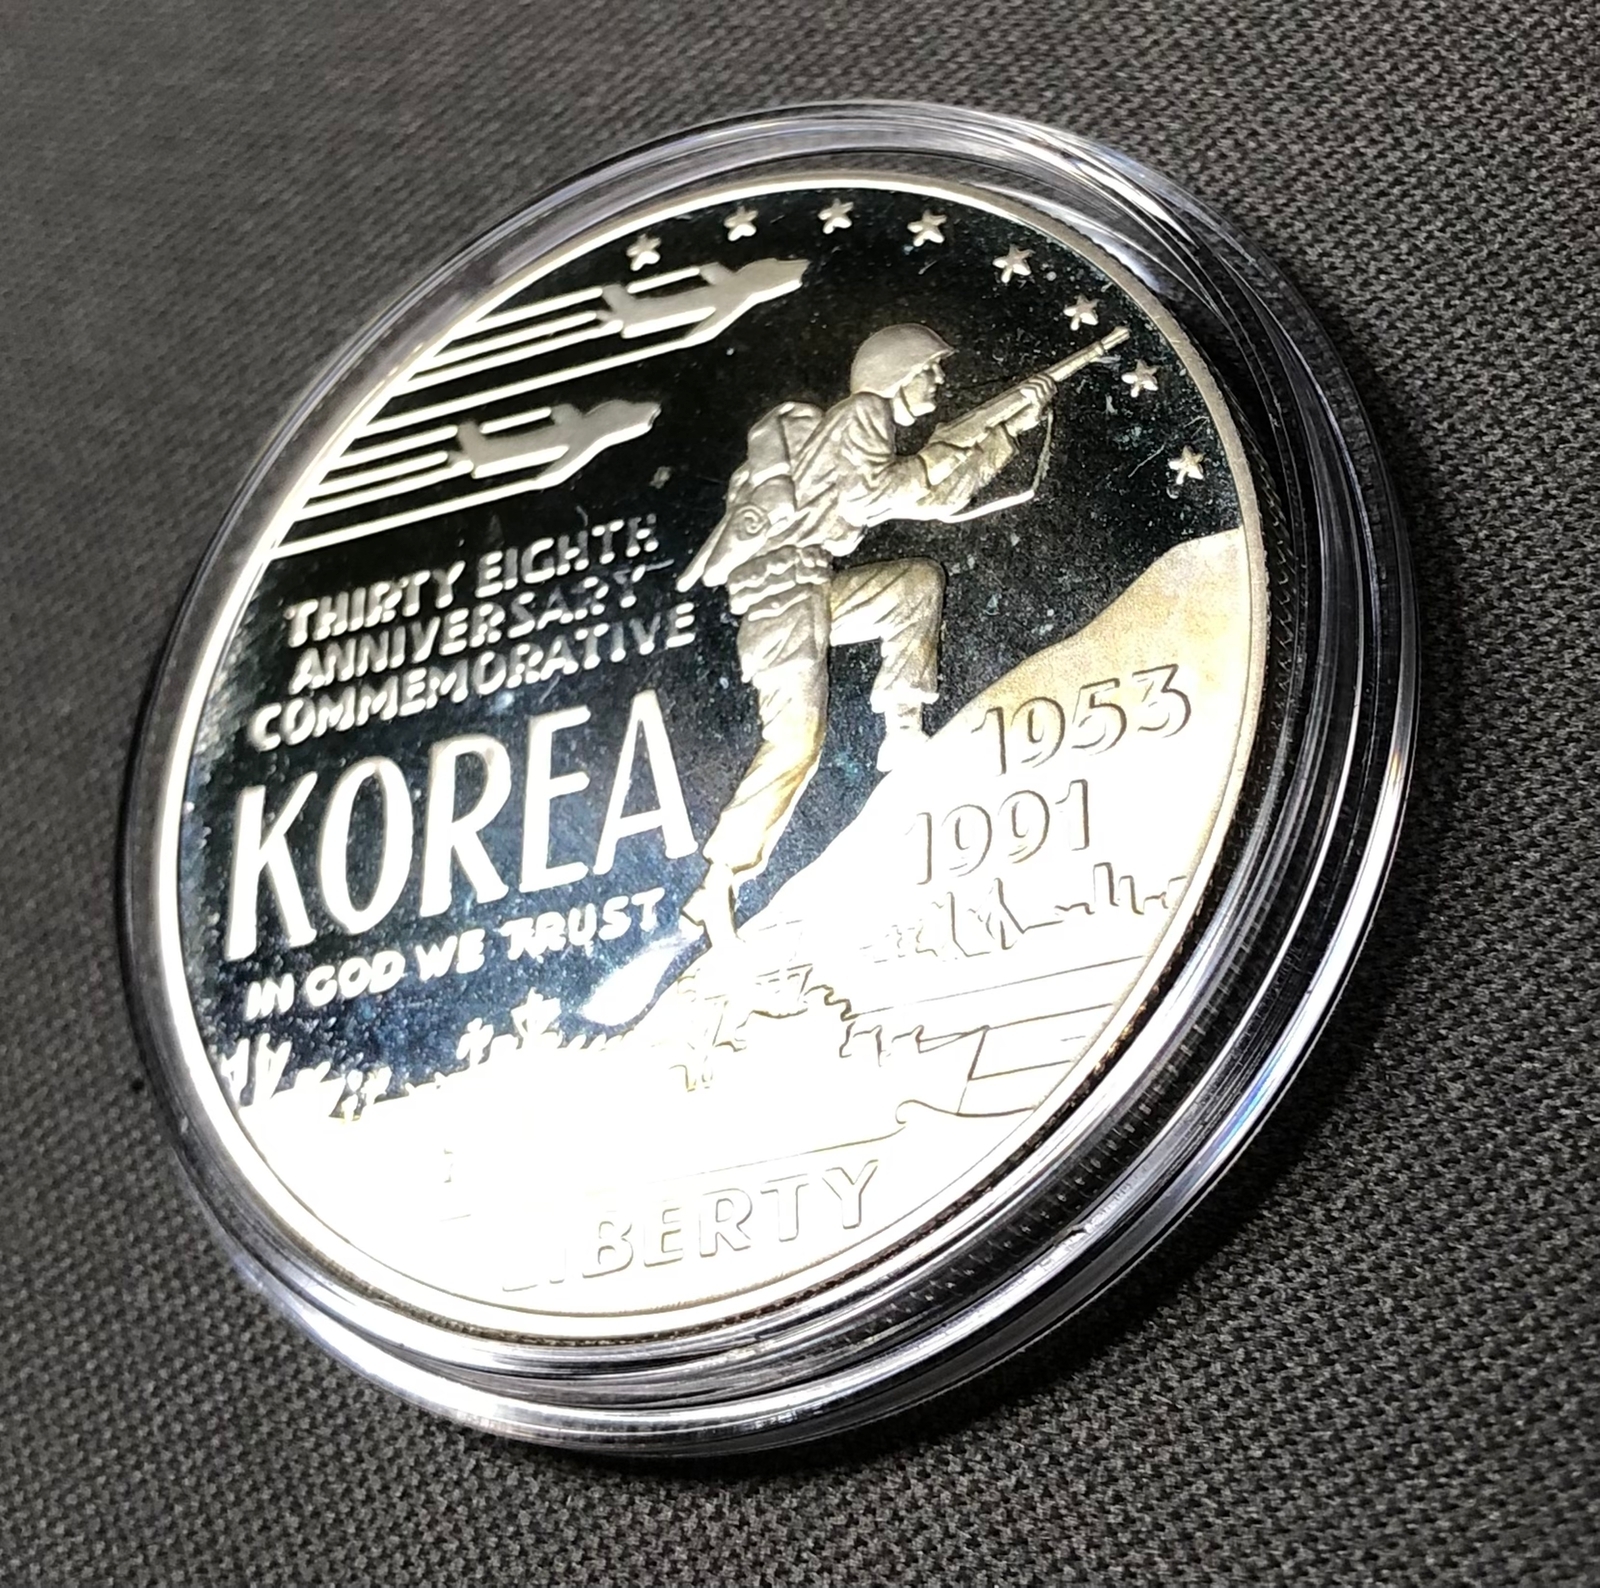 THIRTY EIGHTH
ANNIVERSARY
COMMEMORATIVE
KOREA
IN GOD WE TRUST
1953
1991
LIBERTY